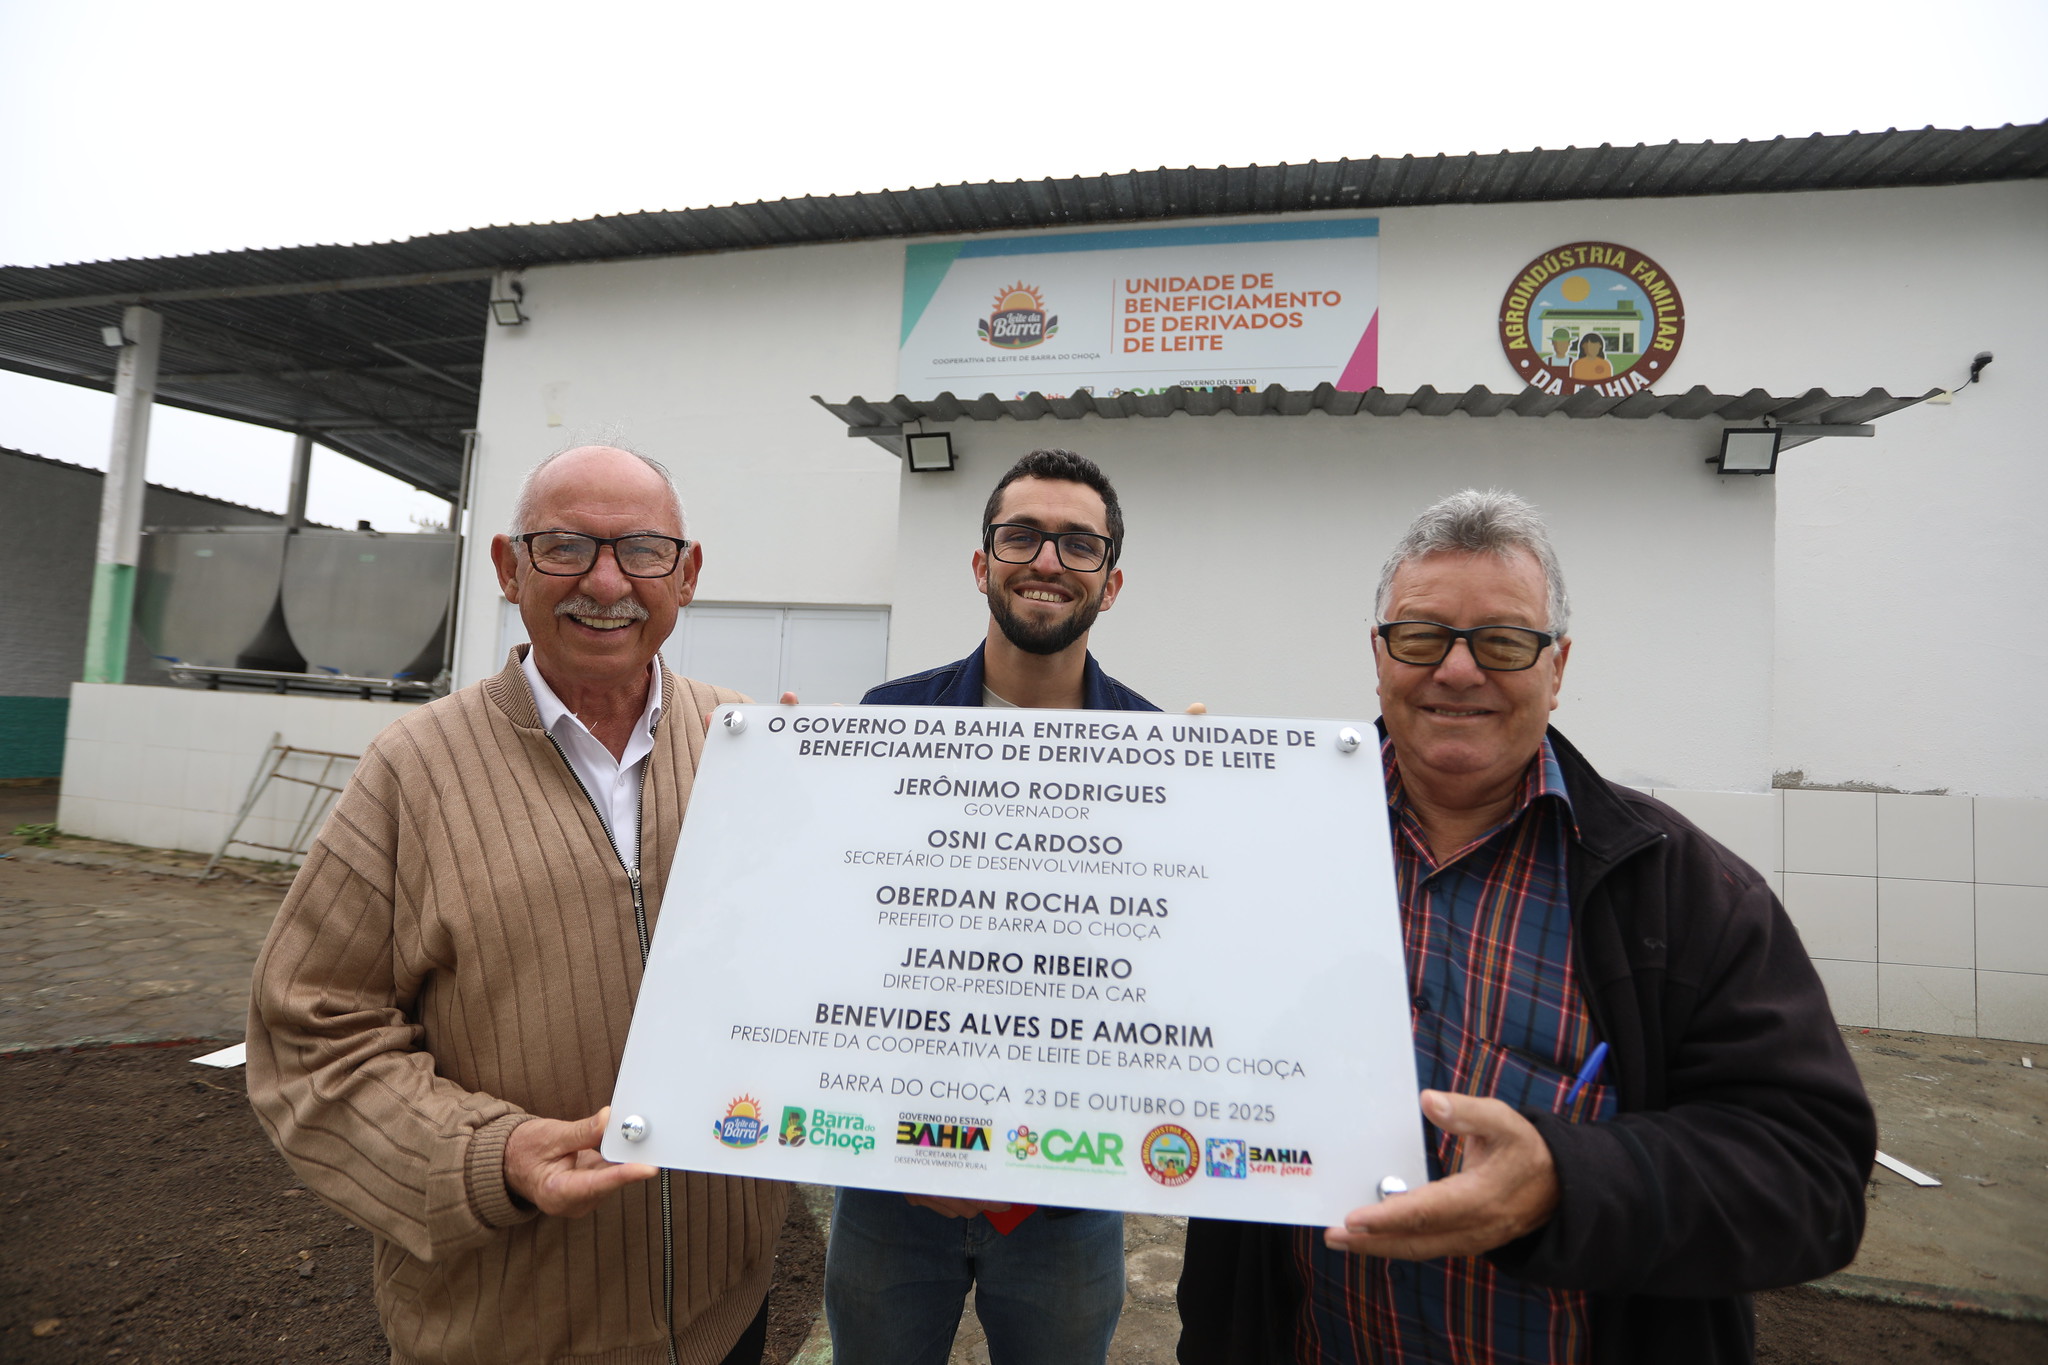 Leite da
Barra
COOPERATIVA DE LEITE DE BARRA DO CHOÇA
UNIDADE DE
BENEFICIAMENTO
DE DERIVADOS
DE LEITE
GOVERNO DO ESTADO
AGROINDÚSTRIA FAMILIAR
DA BAHIA
O GOVERNO DA BAHIA ENTREGA A UNIDADE DE
BENEFICIAMENTO DE DERIVADOS DE LEITE
JERÔNIMO RODRIGUES
GOVERNADOR
OSNI CARDOSO
SECRETÁRIO DE DESENVOLVIMENTO RURAL
OBERDAN ROCHA DIAS
PREFEITO DE BARRA DO CHOÇA
JEANDRO RIBEIRO
DIRETOR-PRESIDENTE DA CAR
BENEVIDES ALVES DE AMORIM
PRESIDENTE DA COOPERATIVA DE LEITE DE BARRA DO CHOÇA
BARRA DO CHOÇA 23 DE OUTUBRO DE 2025
Leite da
Barra
Barra do
Choça
GOVERNO DO ESTADO
BAHIA
SECRETARIA DE
DESENVOLVIMENTO RURAL
CAR
AGROINDÚSTRIA FAMILIAR
DA BAHIA
BAHIA
sem fome